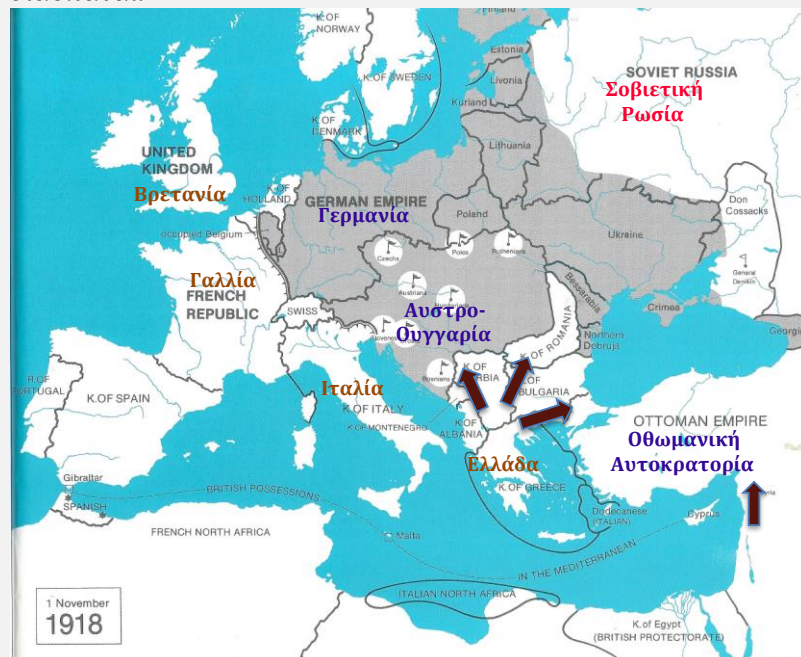 K.OF
NORWAY
Finland
K.OF SWEDEN
Estonia
Livonia
SOVIET RUSSIA
Σοβιετική
Ρωσία
Kurland
K.OF
DENMARK
Lithuania
UNITED
KINGDOM
Βρετανία
K.OF
HOLLAND
GERMAN EMPIRE
Γερμανία
Poland
Don
Cossacks
occupied Belgium
Ukraine
Czechs
Poles
Ruthenians
General
Denikin
Γαλλία
FRENCH
REPUBLIC
Austrians
Αυστρο-
Ουγγαρία
Bessarabia
Crimea
SWISS
Slovenes
K.OF ROMANIA
Northern
Dobruja
Georgia
Bosnians
K.OF
SERBIA
K.OF
BULGARIA
R.OF
PORTUGAL
K.OF SPAIN
Ιταλία
K.OF ITALY
K.OF MONTENEGRO
K.OF
ALBANIA
OTTOMAN EMPIRE
Οθωμανική
Αυτοκρατορία
Ελλάδα
K.OF GREECE
Gibraltar
SPANISH
BRITISH POSSESSIONS
Dodecanese
(ITALIAN)
Cyprus
Syria
FRENCH NORTH AFRICA
Malta
IN THE MEDITERRANEAN
ITALIAN NORTH AFRICA
1 November
1918
K.of Egypt
(BRITISH PROTECTORATE)